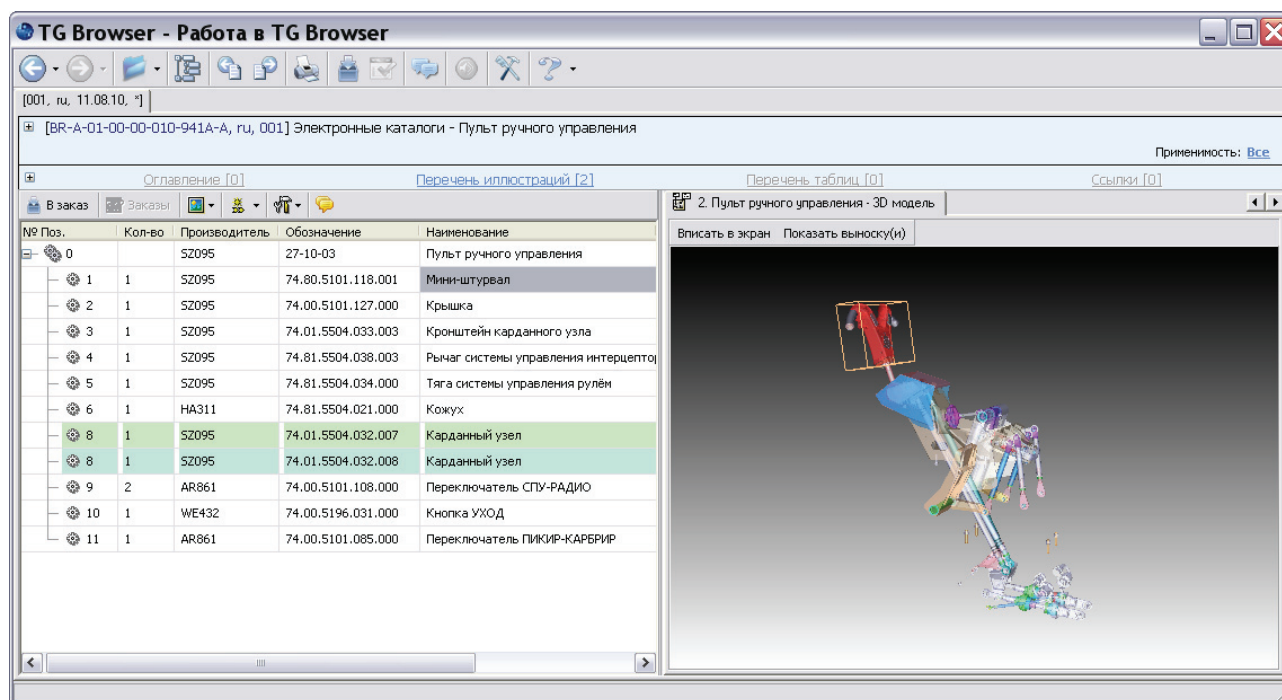 TG Browser - Работа в TG Browser
[001, ru, 11.08.10, *]
[BR-A-01-00-00-010-941A-A, ru, 001] Электронные каталоги - Пульт ручного управления
Применимость: Все
Оглавление [0] Перечень иллюстраций [2] Перечень таблиц [0] Ссылки [0]
В заказ Заказы 2. Пульт ручного управления - 3D модель
Вписать в экран Показать выноску(и)
№ Поз. Кол-во Производитель Обозначение Наименование
0 SZ095 27-10-03 Пульт ручного управления
1 1 SZ095 74.80.5101.118.001 Мини-штурвал
2 1 SZ095 74.00.5101.127.000 Крышка
3 1 SZ095 74.01.5504.033.003 Кронштейн карданного узла
4 1 SZ095 74.81.5504.038.003 Рычаг системы управления интерцептор
5 1 SZ095 74.81.5504.034.000 Тяга системы управления рулём
6 1 HA311 74.81.5504.021.000 Кожух
8 1 SZ095 74.01.5504.032.007 Карданный узел
8 1 SZ095 74.01.5504.032.008 Карданный узел
9 2 AR861 74.00.5101.108.000 Переключатель СПУ-РАДИО
10 1 WE432 74.00.5196.031.000 Кнопка УХОД
11 1 AR861 74.00.5101.085.000 Переключатель ПИКИР-КАРБРИР